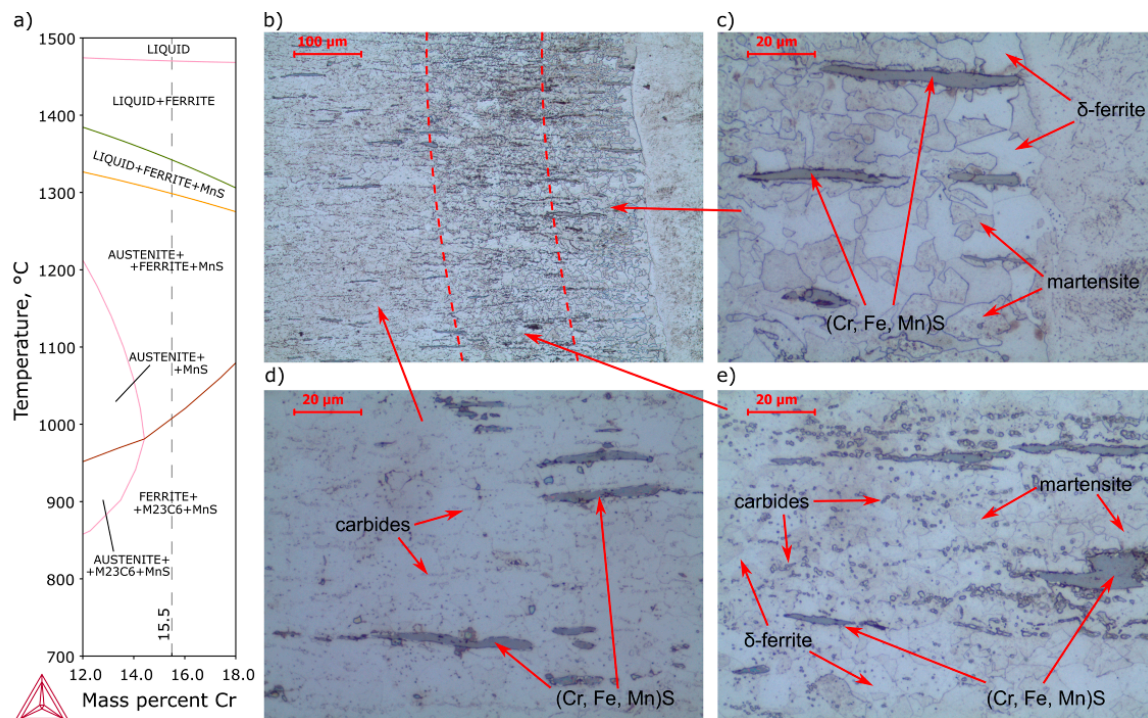 a)
1500
1400
1300
1200
1100
1000
900
800
700
Temperature, °C
LIQUID
LIQUID+FERRITE
LIQUID+FERRITE+MnS
AUSTENITE+
+FERRITE+MnS
AUSTENITE+
+MnS
FERRITE+
+M23C6+MnS
AUSTENITE+
+M23C6+MnS
15.5
12.0 14.0 16.0 18.0
Mass percent Cr
b)
100 µm
c)
20 µm
δ-ferrite
martensite
(Cr, Fe, Mn)S
d)
20 µm
carbides
(Cr, Fe, Mn)S
e)
20 µm
carbides
martensite
δ-ferrite
(Cr, Fe, Mn)S